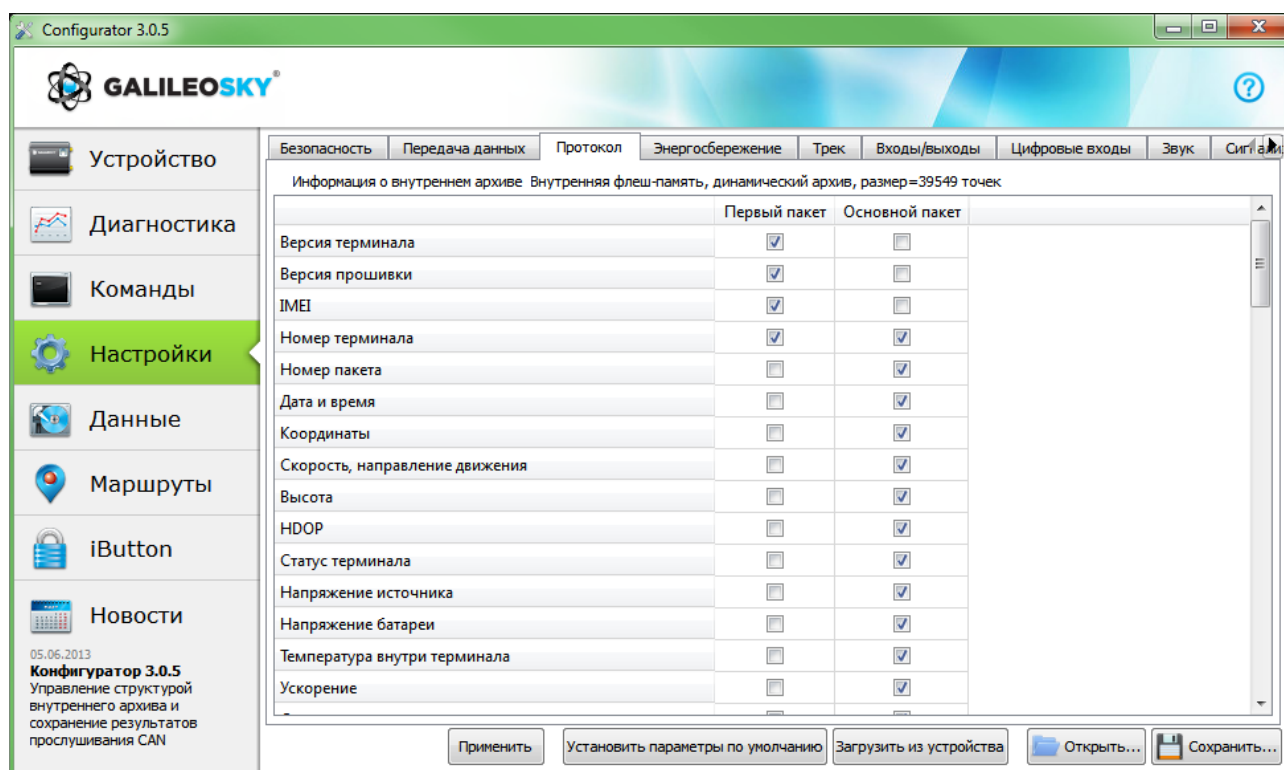 Configurator 3.0.5
GALILEOSKY®
Устройство
Диагностика
Команды
Настройки
Данные
Маршруты
iButton
Новости
05.06.2013
Конфигуратор 3.0.5
Управление структурой
внутреннего архива и
сохранение результатов
прослушивания CAN
Безопасность Передача данных Протокол Энергосбережение Трек Входы/выходы Цифровые входы Звук
Информация о внутреннем архиве Внутренняя флеш-память, динамический архив, размер=39549 точек
Первый пакет Основной пакет
Версия терминала
Версия прошивки
IMEI
Номер терминала
Номер пакета
Дата и время
Координаты
Скорость, направление движения
Высота
HDOP
Статус терминала
Напряжение источника
Напряжение батареи
Температура внутри терминала
Ускорение
Применить Установить параметры по умолчанию Загрузить из устройства Открыть... Сохранить...